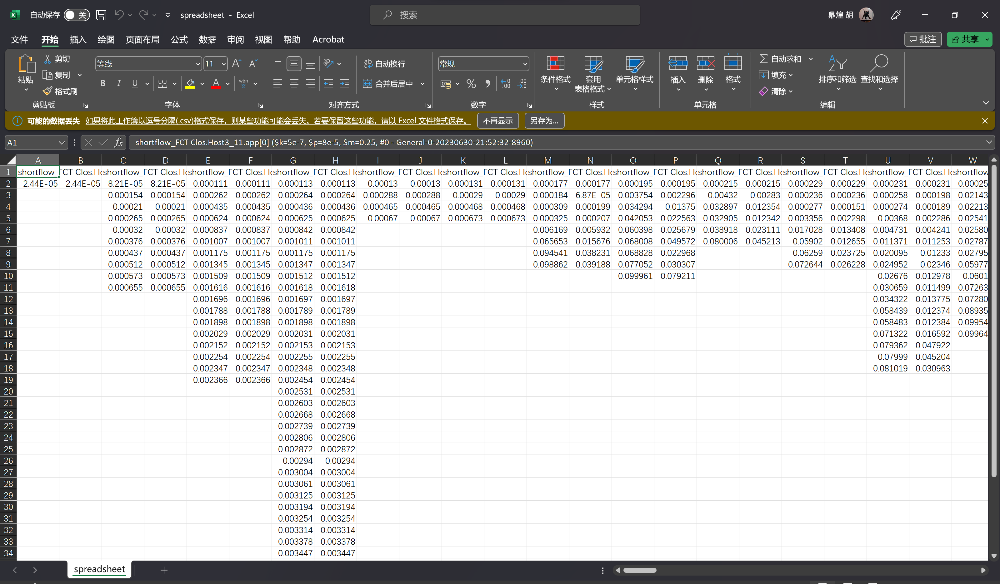 自动保存 关 spreadsheet - Excel 搜索 鼎煌 胡
文件 开始 插入 绘图 页面布局 公式 数据 审阅 视图 帮助 Acrobat 批注 共享
粘贴 剪切 复制 格式刷 剪贴板
等线 11 A A B I U A wén 文 字体
ab 自动换行 合并后居中 对齐方式
常规 % 数字
条件格式 套用 表格格式 单元格样式 样式
插入 删除 格式 单元格
自动求和 填充 清除 排序和筛选 查找和选择 编辑
可能的数据丢失 如果将此工作簿以逗号分隔(.csv)格式保存，则某些功能可能会丢失。若要保留这些功能，请以 Excel 文件格式保存。 不再显示 另存为...
A1 fx shortflow_FCT Clos.Host3_11.app[0] ($k=5e-7, $p=8e-5, $m=0.25, #0 - General-0-20230630-21:52:32-8960)
A B C D E F G H I J K L M N O P Q R S T U V W
1 shortflow_FCT Clos.Ho shortflow_FCT Clos.Ho shortflow_FCT Clos.Ho shortflow_FCT Clos.Ho shortflow_FCT Clos.Ho shortflow_FCT Clos.Ho shortflow_FCT Clos.Ho shortflow_FCT Clos.Ho shortflow_FCT Clos.Ho shortflow_FCT Clos.Ho shortflow_FCT Clos.Ho shortflow
2 2.44E-05 2.44E-05 8.21E-05 8.21E-05 0.000111 0.000111 0.000113 0.000113 0.00013 0.00013 0.000131 0.000131 0.000177 0.000177 0.000195 0.000195 0.000215 0.000215 0.000229 0.000229 0.000231 0.000231 0.00025
3 0.000154 0.000154 0.000262 0.000262 0.000264 0.000264 0.000288 0.000288 0.00029 0.00029 0.000184 6.87E-05 0.003754 0.002296 0.00432 0.00283 0.000236 0.000236 0.000258 0.000198 0.02143
4 0.00021 0.00021 0.000435 0.000435 0.000436 0.000436 0.000465 0.000465 0.000468 0.000468 0.000309 0.000199 0.034294 0.01375 0.032897 0.012354 0.000277 0.000151 0.000274 0.000189 0.02213
5 0.000265 0.000265 0.000624 0.000624 0.000625 0.000625 0.00067 0.00067 0.000673 0.000673 0.000325 0.000207 0.042053 0.022563 0.032905 0.012342 0.003356 0.002298 0.00368 0.002286 0.02541
6 0.00032 0.00032 0.000837 0.000837 0.000842 0.000842 0.006169 0.005932 0.060398 0.025679 0.038918 0.023111 0.017028 0.013408 0.004731 0.004241 0.02580
7 0.000376 0.000376 0.001007 0.001007 0.001011 0.001011 0.065653 0.015676 0.068008 0.049572 0.080006 0.045213 0.05902 0.012655 0.011371 0.011253 0.02787
8 0.000437 0.000437 0.001175 0.001175 0.001175 0.001175 0.094541 0.038231 0.068828 0.022968 0.06259 0.023725 0.020095 0.01233 0.02795
9 0.000512 0.000512 0.001345 0.001345 0.001347 0.001347 0.098862 0.039188 0.077052 0.030307 0.072644 0.026228 0.024952 0.02346 0.05977
10 0.000573 0.000573 0.001509 0.001509 0.001512 0.001512 0.099961 0.079211 0.02676 0.012978 0.0601
11 0.000655 0.000655 0.001616 0.001616 0.001618 0.001618 0.030659 0.011499 0.07263
12 0.001696 0.001696 0.001697 0.001697 0.034322 0.013775 0.07280
13 0.001788 0.001788 0.001789 0.001789 0.058439 0.012374 0.08935
14 0.001898 0.001898 0.001898 0.001898 0.058483 0.012384 0.09954
15 0.002029 0.002029 0.002031 0.002031 0.071322 0.016592 0.09964
16 0.002152 0.002152 0.002153 0.002153 0.079362 0.047922
17 0.002254 0.002254 0.002255 0.002255 0.07999 0.045204
18 0.002347 0.002347 0.002348 0.002348 0.081019 0.030963
19 0.002366 0.002366 0.002454 0.002454
20 0.002531 0.002531
21 0.002603 0.002603
22 0.002668 0.002668
23 0.002739 0.002739
24 0.002806 0.002806
25 0.002872 0.002872
26 0.00294 0.00294
27 0.003004 0.003004
28 0.003061 0.003061
29 0.003125 0.003125
30 0.003194 0.003194
31 0.003254 0.003254
32 0.003314 0.003314
33 0.003378 0.003378
34 0.003447 0.003447
spreadsheet